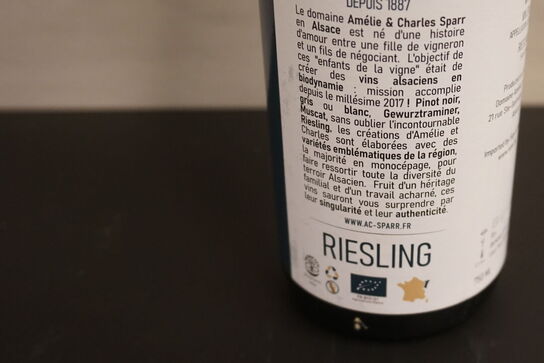 DEPUIS 1887
Le domaine Amélie & Charles Sparr
en Alsace est né d'une histoire
d'amour entre une fille de vigneron
et un fils de négociant. L'objectif de
ces "enfants de la vigne" était de
créer des vins alsaciens en
biodynamie : mission accomplie
depuis le millésime 2017 ! Pinot noir,
gris ou blanc, Gewurztraminer,
Muscat, sans oublier l'incontournable
Riesling, les créations d'Amélie et
Charles sont élaborées avec des
variétés emblématiques de la région,
la majorité en monocépage, pour
faire ressortir toute la diversité du
terroir Alsacien. Fruit d'un héritage
familial et d'un travail acharné, ces
vins sauront vous surprendre par
leur singularité et leur authenticité.
WWW.AC-SPARR.FR
RIESLING
21 rue
750 ML